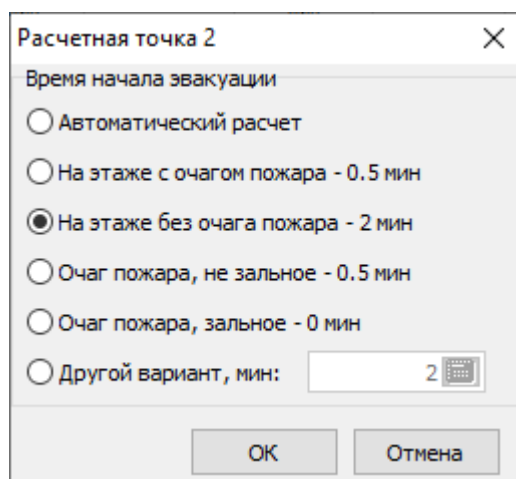 Расчетная точка 2
Время начала эвакуации
Автоматический расчет
На этаже с очагом пожара - 0.5 мин
На этаже без очага пожара - 2 мин
Очаг пожара, не зальное - 0.5 мин
Очаг пожара, зальное - 0 мин
Другой вариант, мин: 2
ОК Отмена